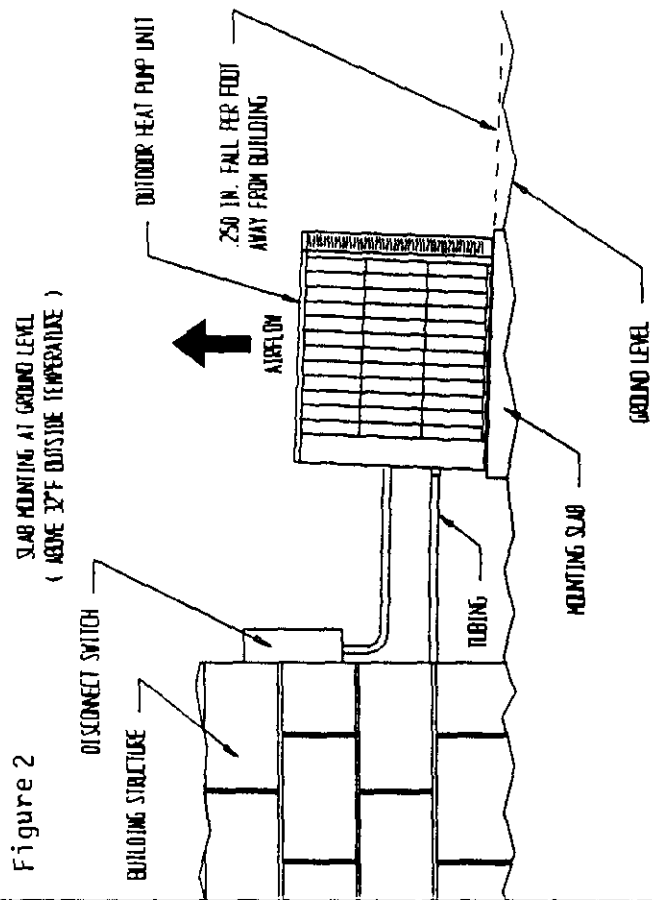 Figure 2
SLAB MOUNTING AT GROUND LEVEL
( ABOVE 32°F OUTSIDE TEMPERATURE )
DISCONNECT SWITCH
BUILDING STRUCTURE
OUTDOOR HEAT PUMP UNIT
AIRFLOW
.250 IN. FALL PER FOOT
AWAY FROM BUILDING
TUBING
MOUNTING SLAB
GROUND LEVEL